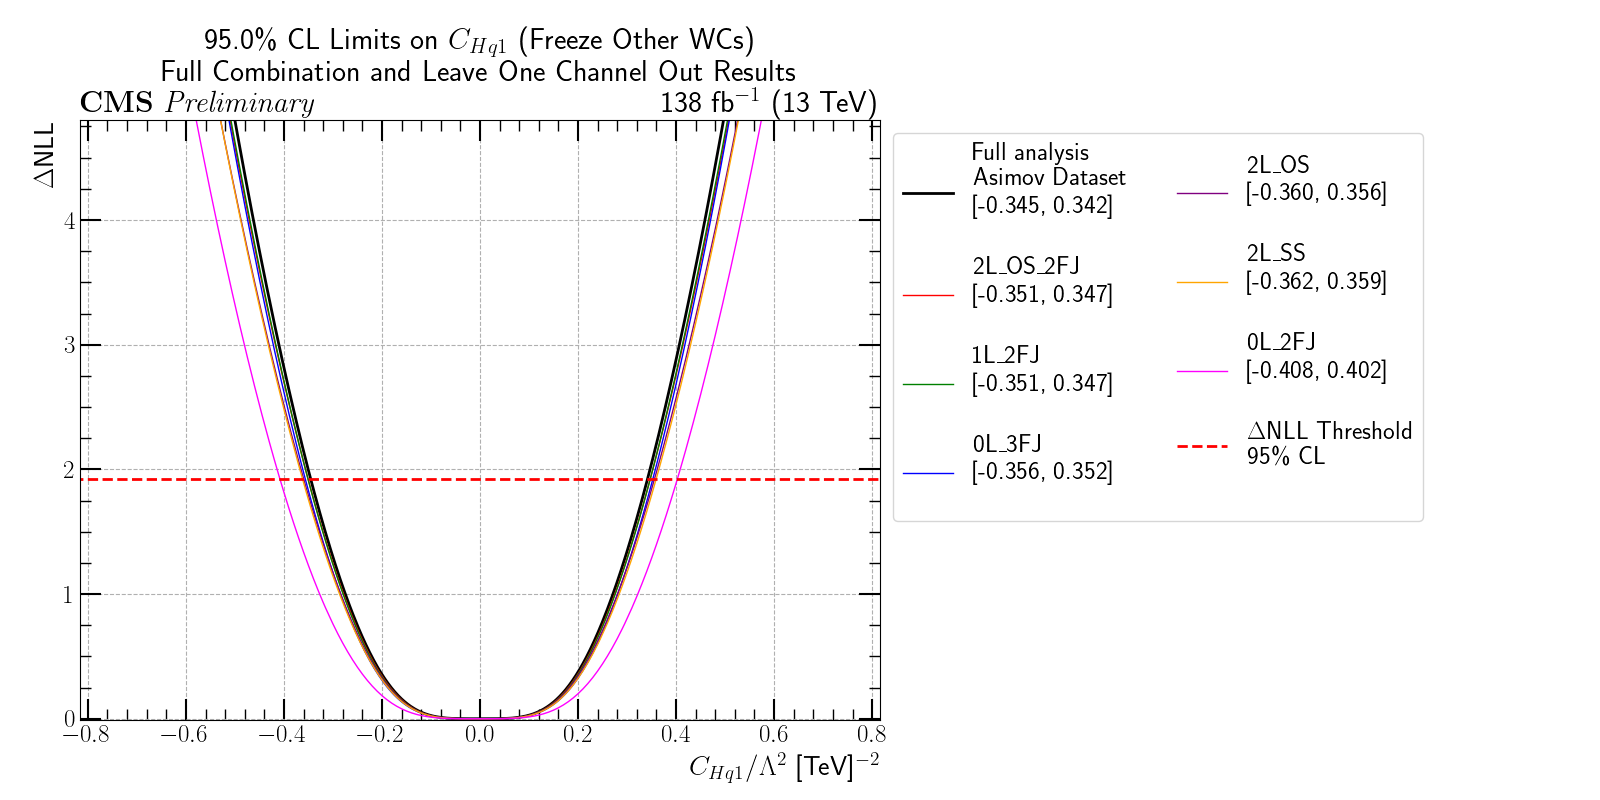 95.0% CL Limits on C_{Hq1} (Freeze Other WCs)
Full Combination and Leave One Channel Out Results
CMS Preliminary
138 fb^{-1} (13 TeV)
ΔNLL
4
3
2
1
0
−0.8 −0.6 −0.4 −0.2 0.0 0.2 0.4 0.6 0.8
C_{Hq1}/Λ^2 [TeV]^{-2}
Full analysis
Asimov Dataset
[-0.345, 0.342]
2L_OS_2FJ
[-0.351, 0.347]
1L_2FJ
[-0.351, 0.347]
0L_3FJ
[-0.356, 0.352]
2L_OS
[-0.360, 0.356]
2L_SS
[-0.362, 0.359]
0L_2FJ
[-0.408, 0.402]
ΔNLL Threshold
95% CL